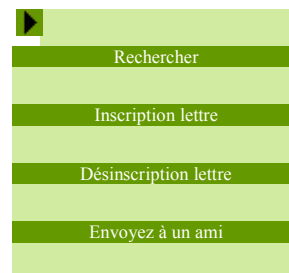 Rechercher
Inscription lettre
Désinscription lettre
Envoyez à un ami